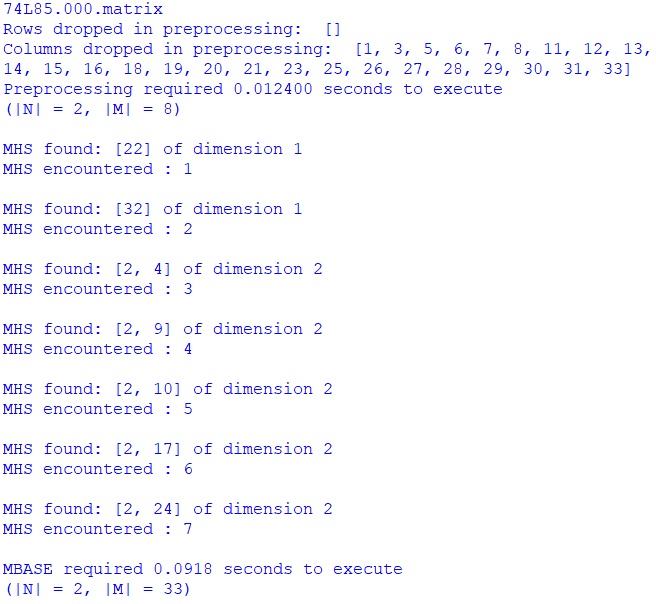 74L85.000.matrix
Rows dropped in preprocessing:  []
Columns dropped in preprocessing:  [1, 3, 5, 6, 7, 8, 11, 12, 13,
14, 15, 16, 18, 19, 20, 21, 23, 25, 26, 27, 28, 29, 30, 31, 33]
Preprocessing required 0.012400 seconds to execute
(|N| = 2, |M| = 8)
MHS found: [22] of dimension 1
MHS encountered : 1
MHS found: [32] of dimension 1
MHS encountered : 2
MHS found: [2, 4] of dimension 2
MHS encountered : 3
MHS found: [2, 9] of dimension 2
MHS encountered : 4
MHS found: [2, 10] of dimension 2
MHS encountered : 5
MHS found: [2, 17] of dimension 2
MHS encountered : 6
MHS found: [2, 24] of dimension 2
MHS encountered : 7
MBASE required 0.0918 seconds to execute
(|N| = 2, |M| = 33)